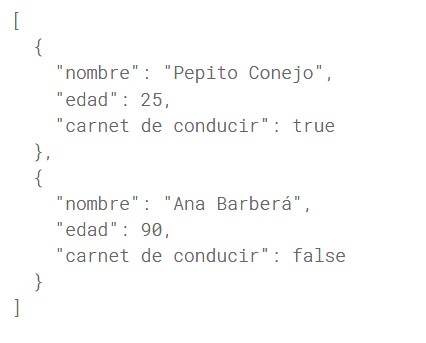 [
  {
    "nombre": "Pepito Conejo",
    "edad": 25,
    "carnet de conducir": true
  },
  {
    "nombre": "Ana Barberá",
    "edad": 90,
    "carnet de conducir": false
  }
]